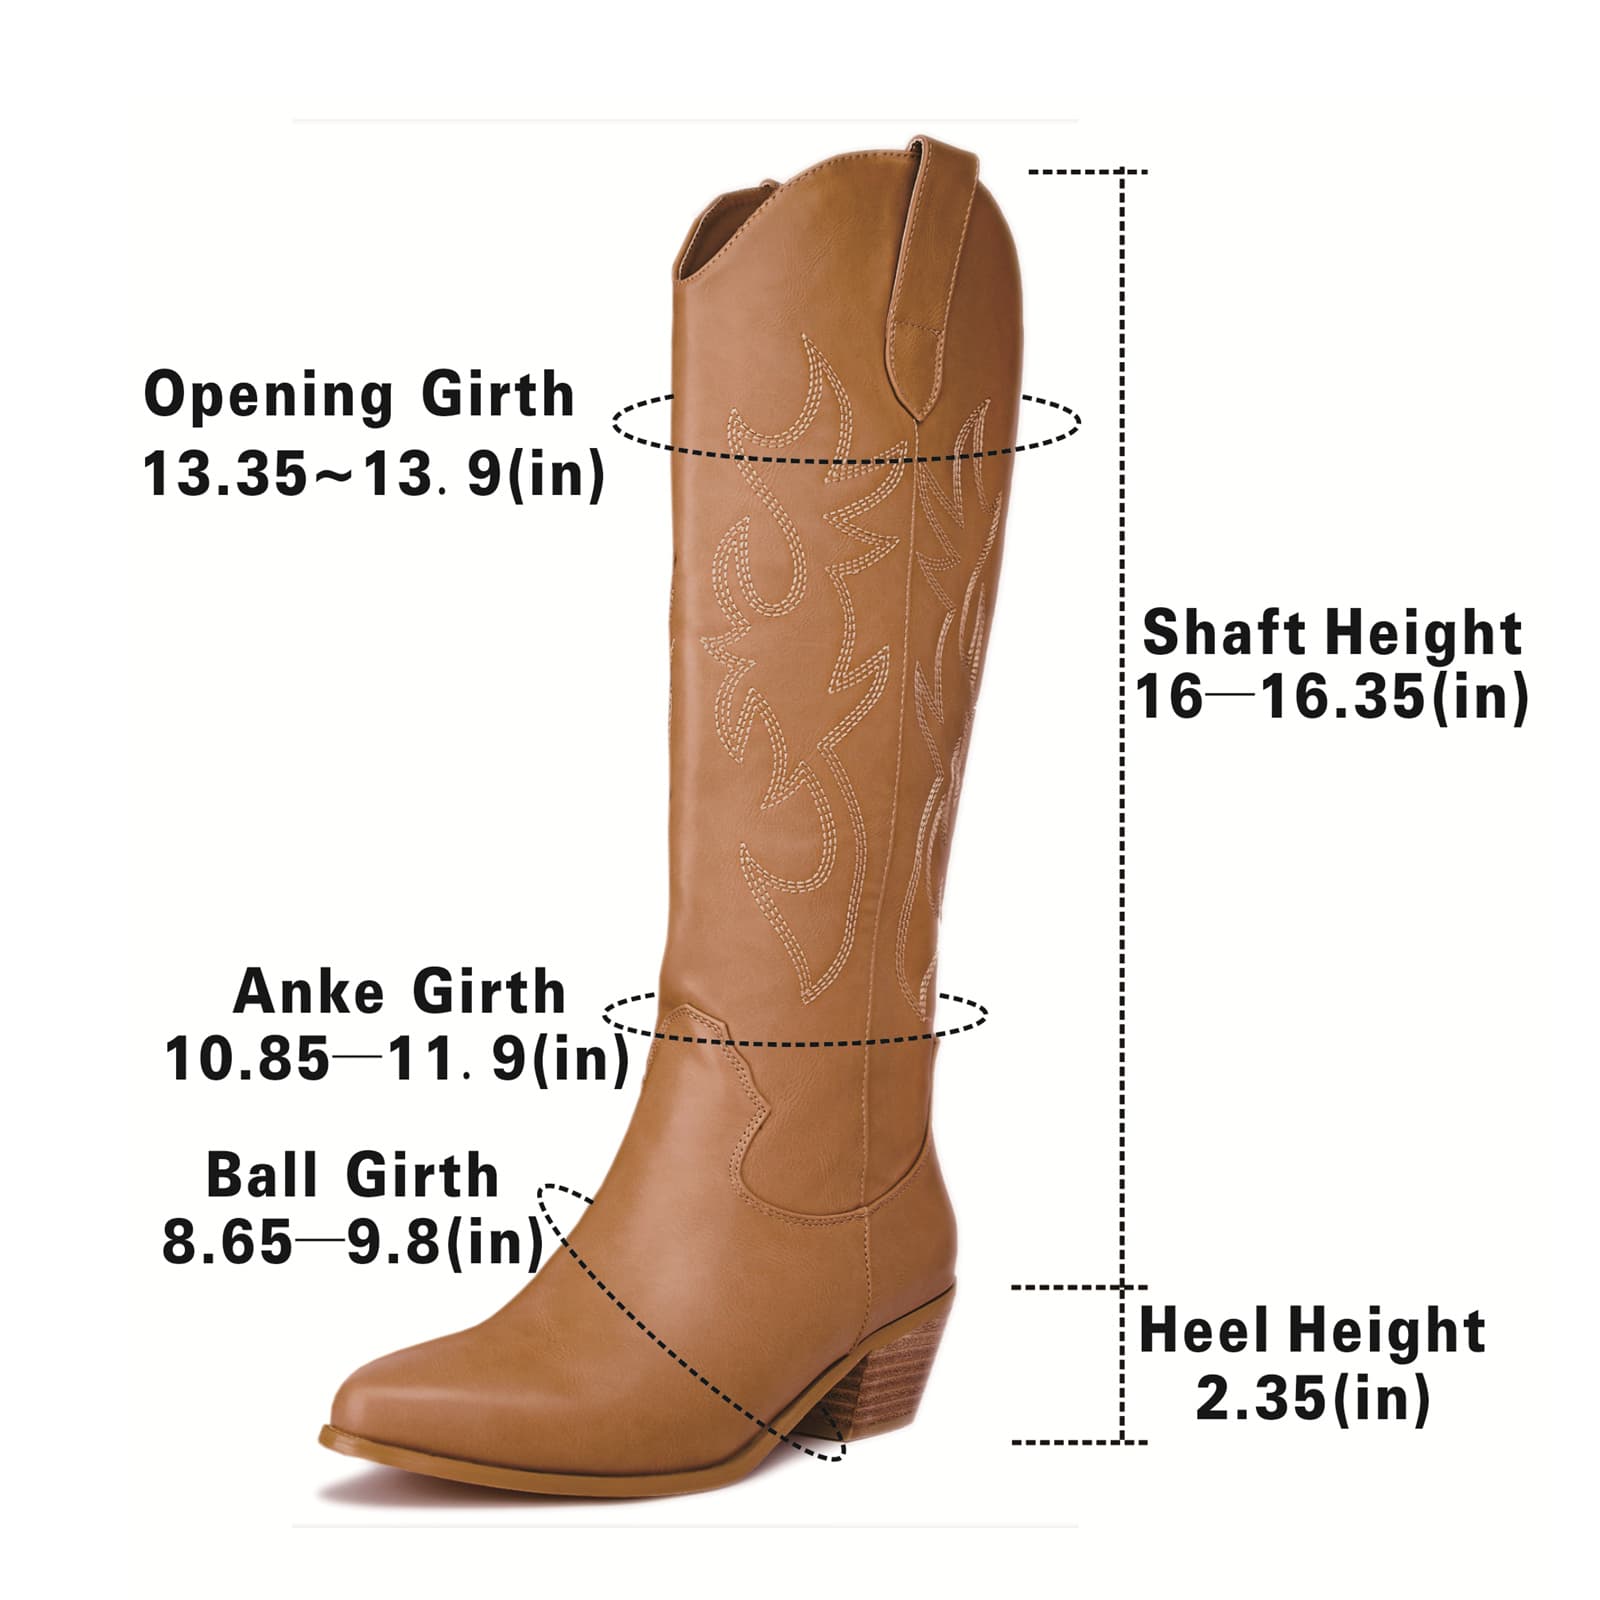 Opening Girth
13.35~13. 9(in)
Shaft Height
16—16.35(in)
Anke Girth
10.85—11. 9(in)
Ball Girth
8.65—9.8(in)
Heel Height
2.35(in)